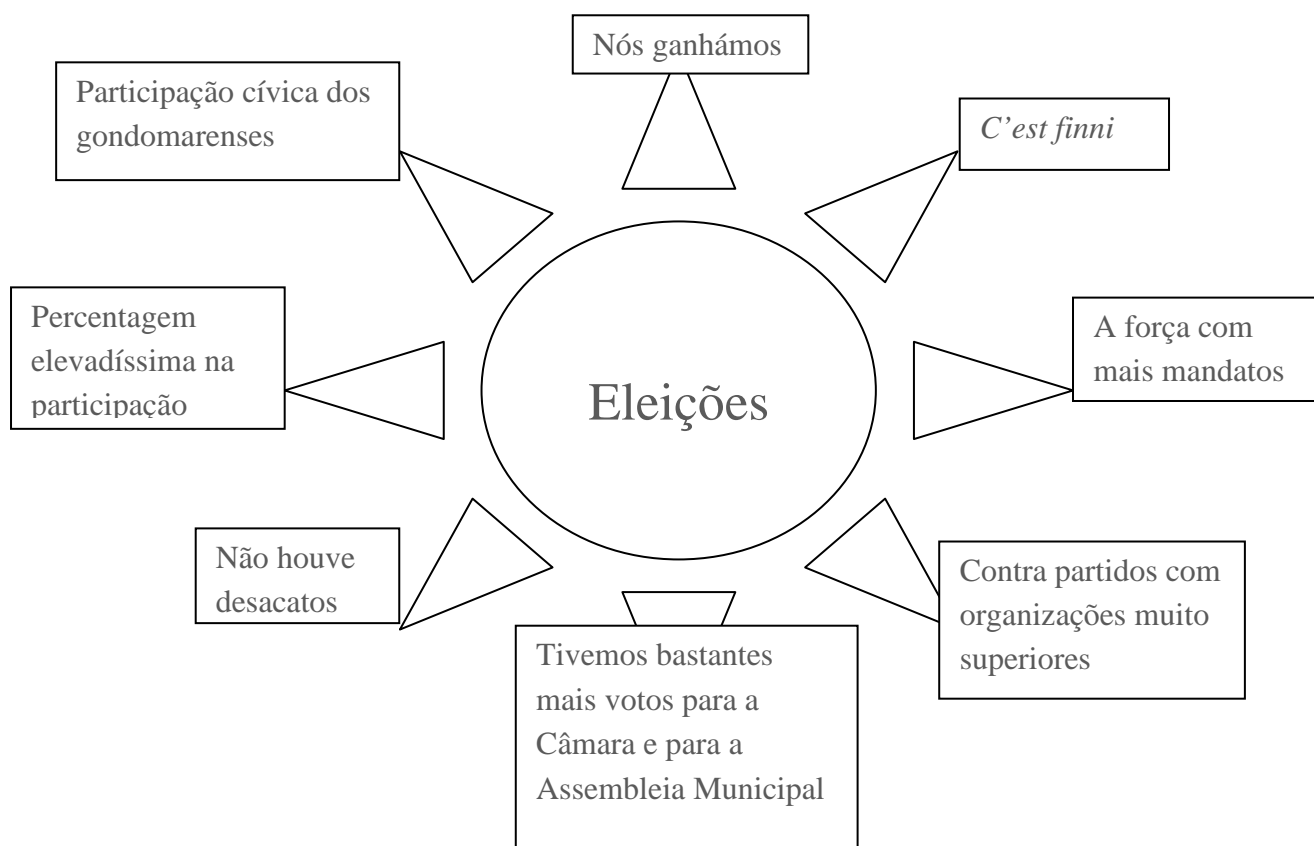 Nós ganhámos
Participação cívica dos
gondomarenses
C’est finni
Percentagem
elevadíssima na
participação
A força com
mais mandatos
Eleições
Não houve
desacatos
Contra partidos com
organizações muito
superiores
Tivemos bastantes
mais votos para a
Câmara e para a
Assembleia Municipal